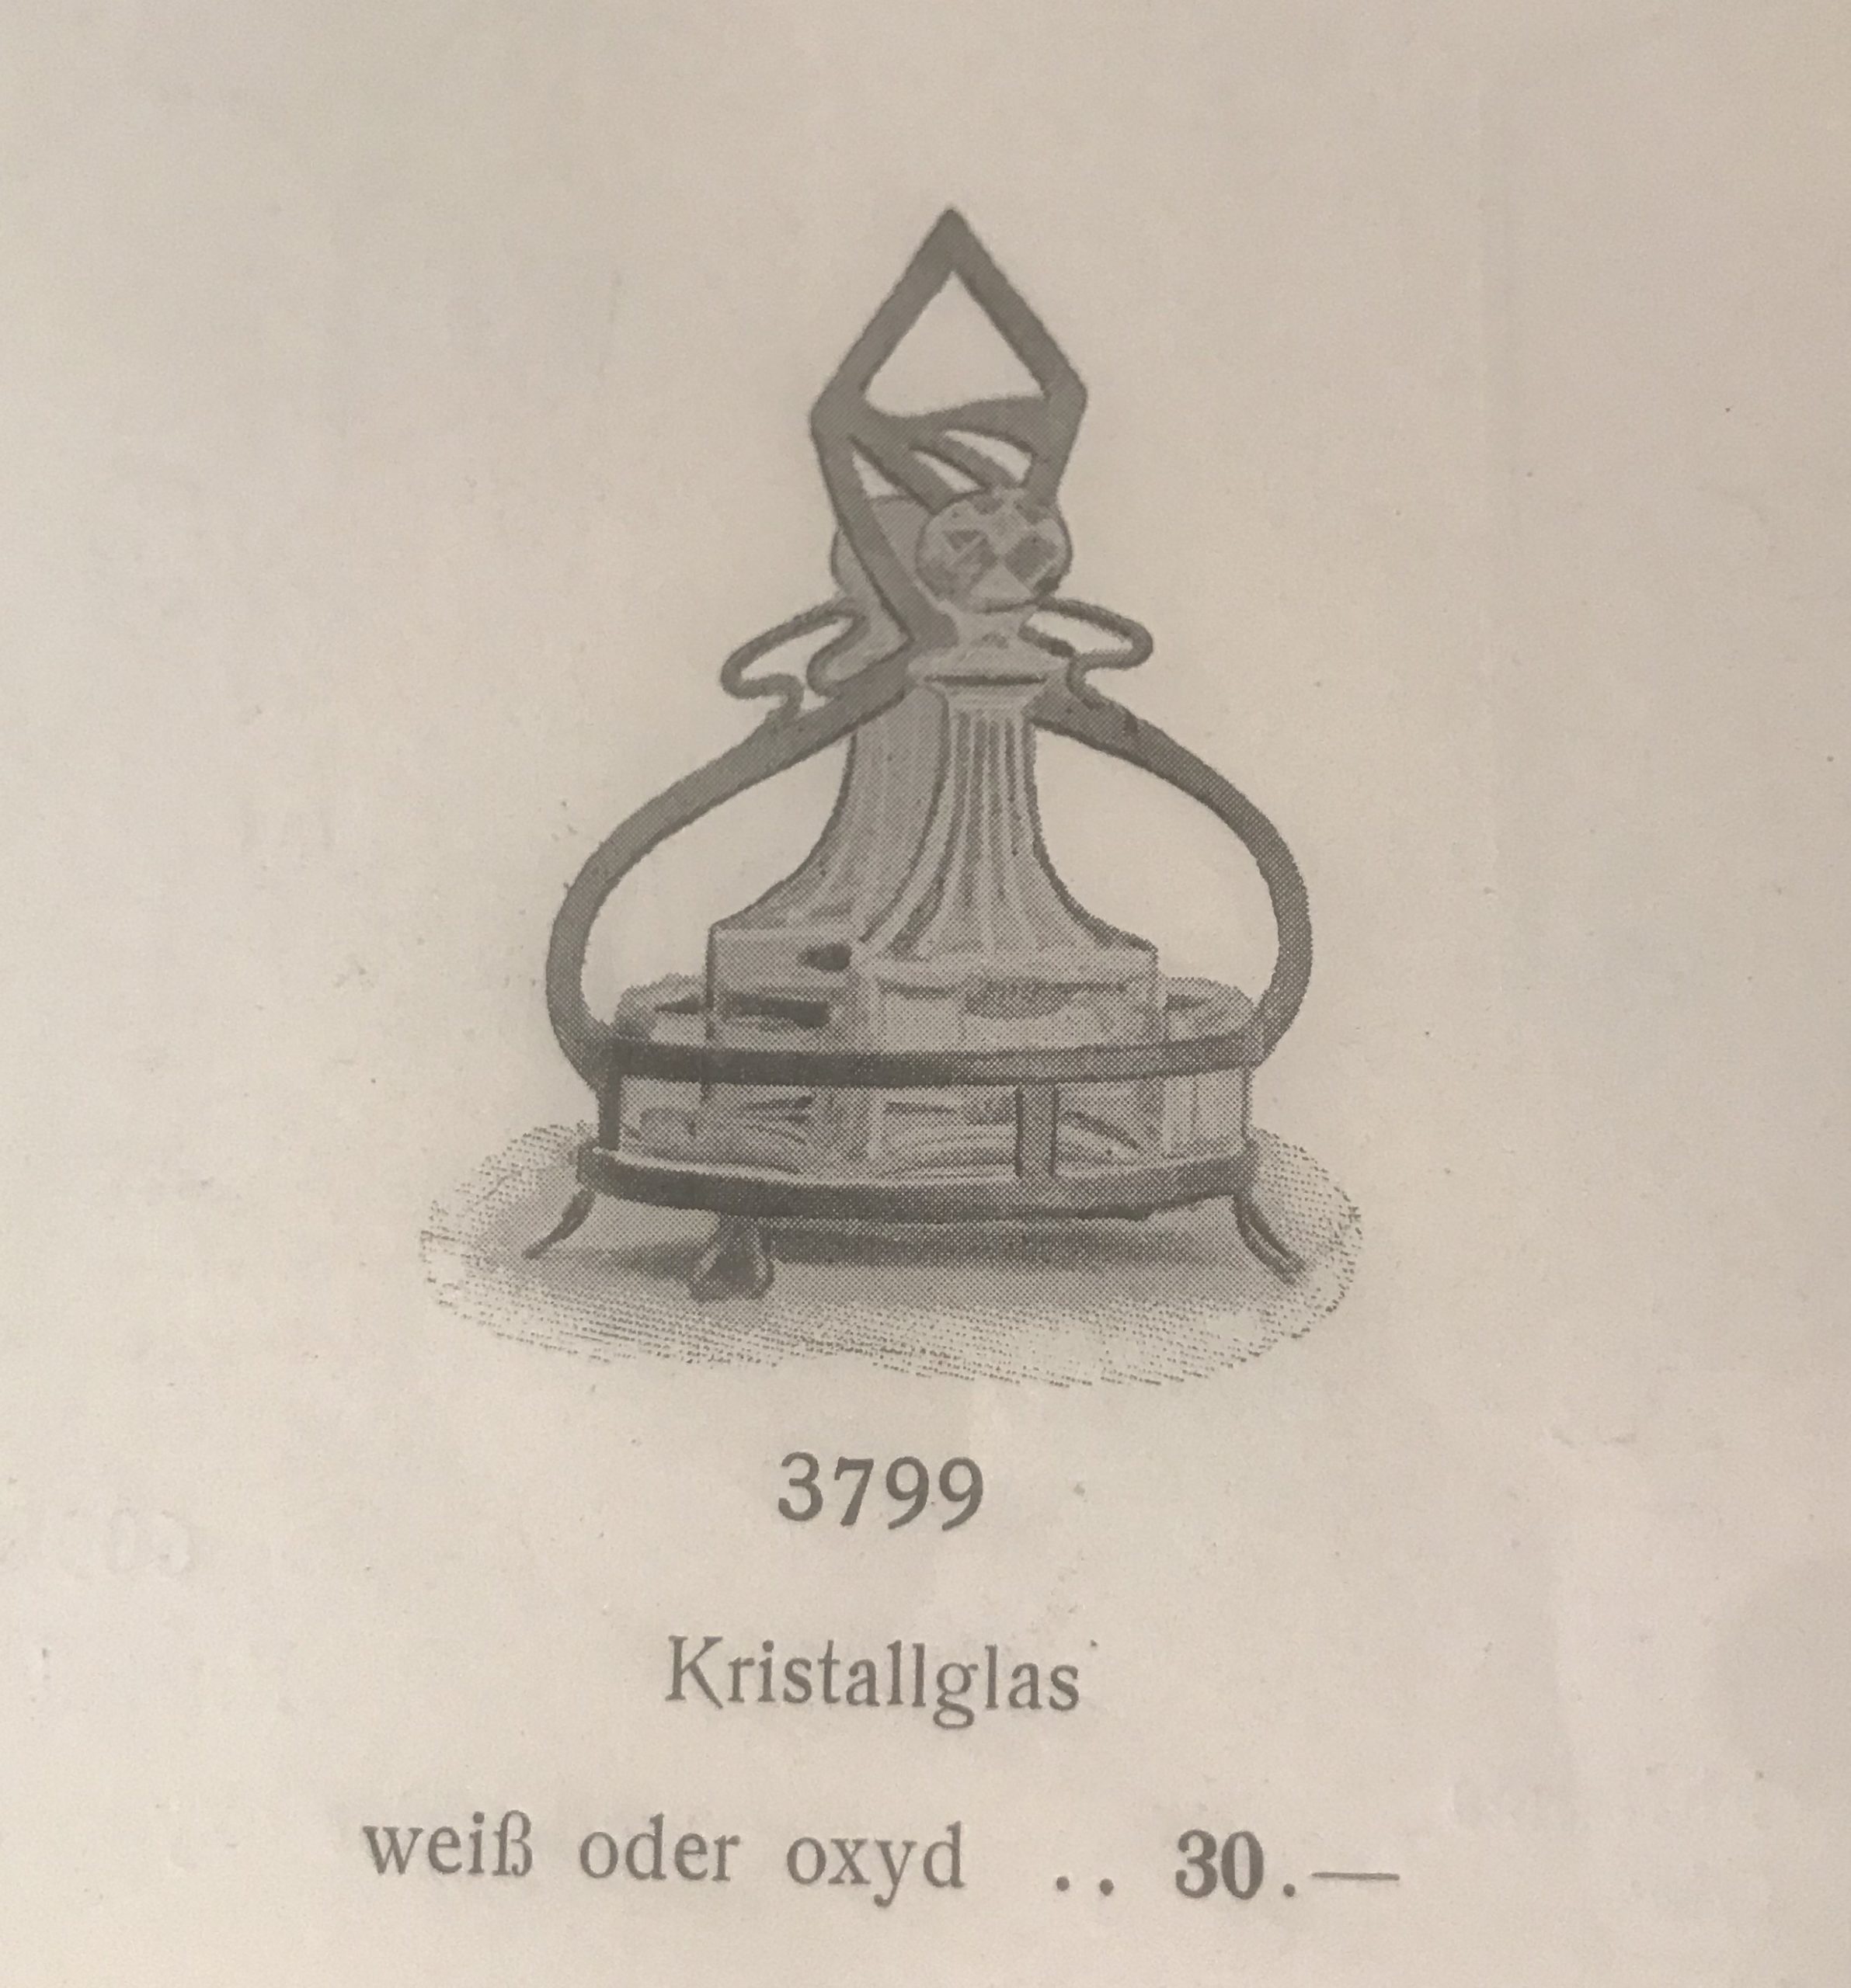 3799
Kristallglas
weiß oder oxyd .. 30.—